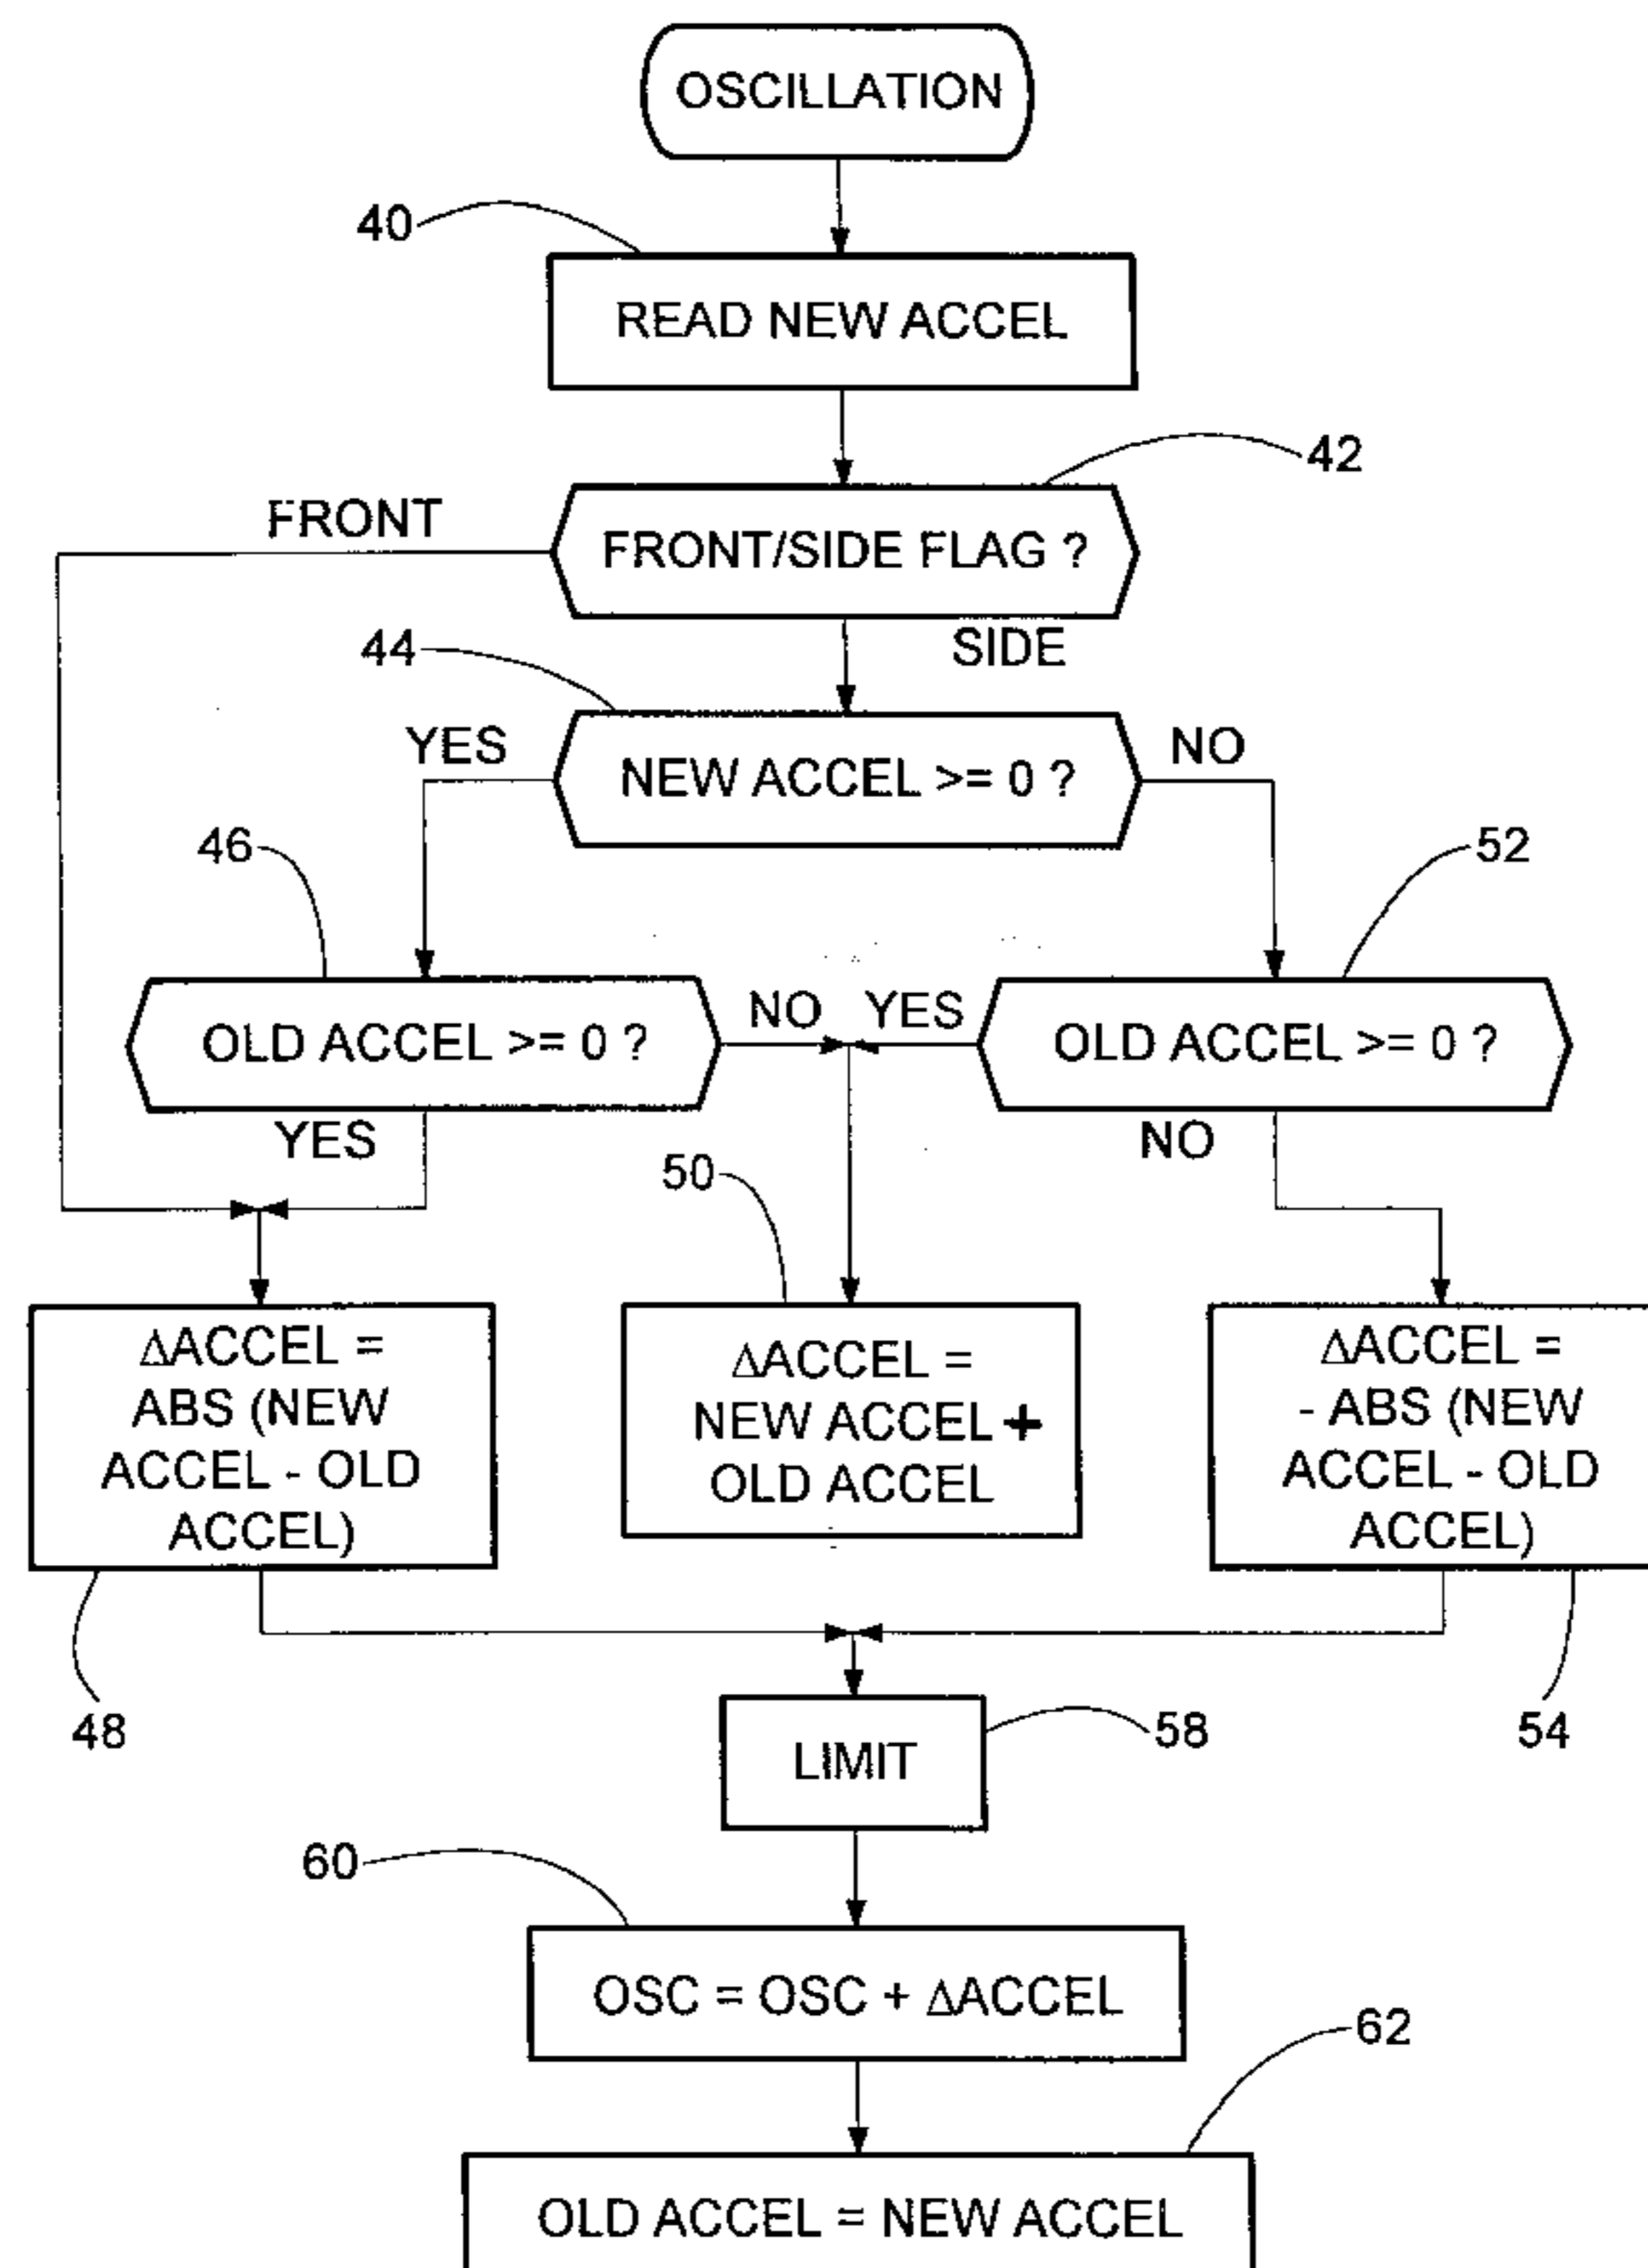 OSCILLATION
40
READ NEW ACCEL
42
FRONT
FRONT/SIDE FLAG ?
44
SIDE
YES
NO
NEW ACCEL >= 0 ?
46
52
OLD ACCEL >= 0 ?
NO
YES
OLD ACCEL >= 0 ?
YES
NO
50
ΔACCEL =
ABS (NEW
ACCEL - OLD
ACCEL)
ΔACCEL =
NEW ACCEL +
OLD ACCEL
ΔACCEL =
- ABS (NEW
ACCEL - OLD
ACCEL)
48
58
54
LIMIT
60
OSC = OSC + ΔACCEL
62
OLD ACCEL = NEW ACCEL